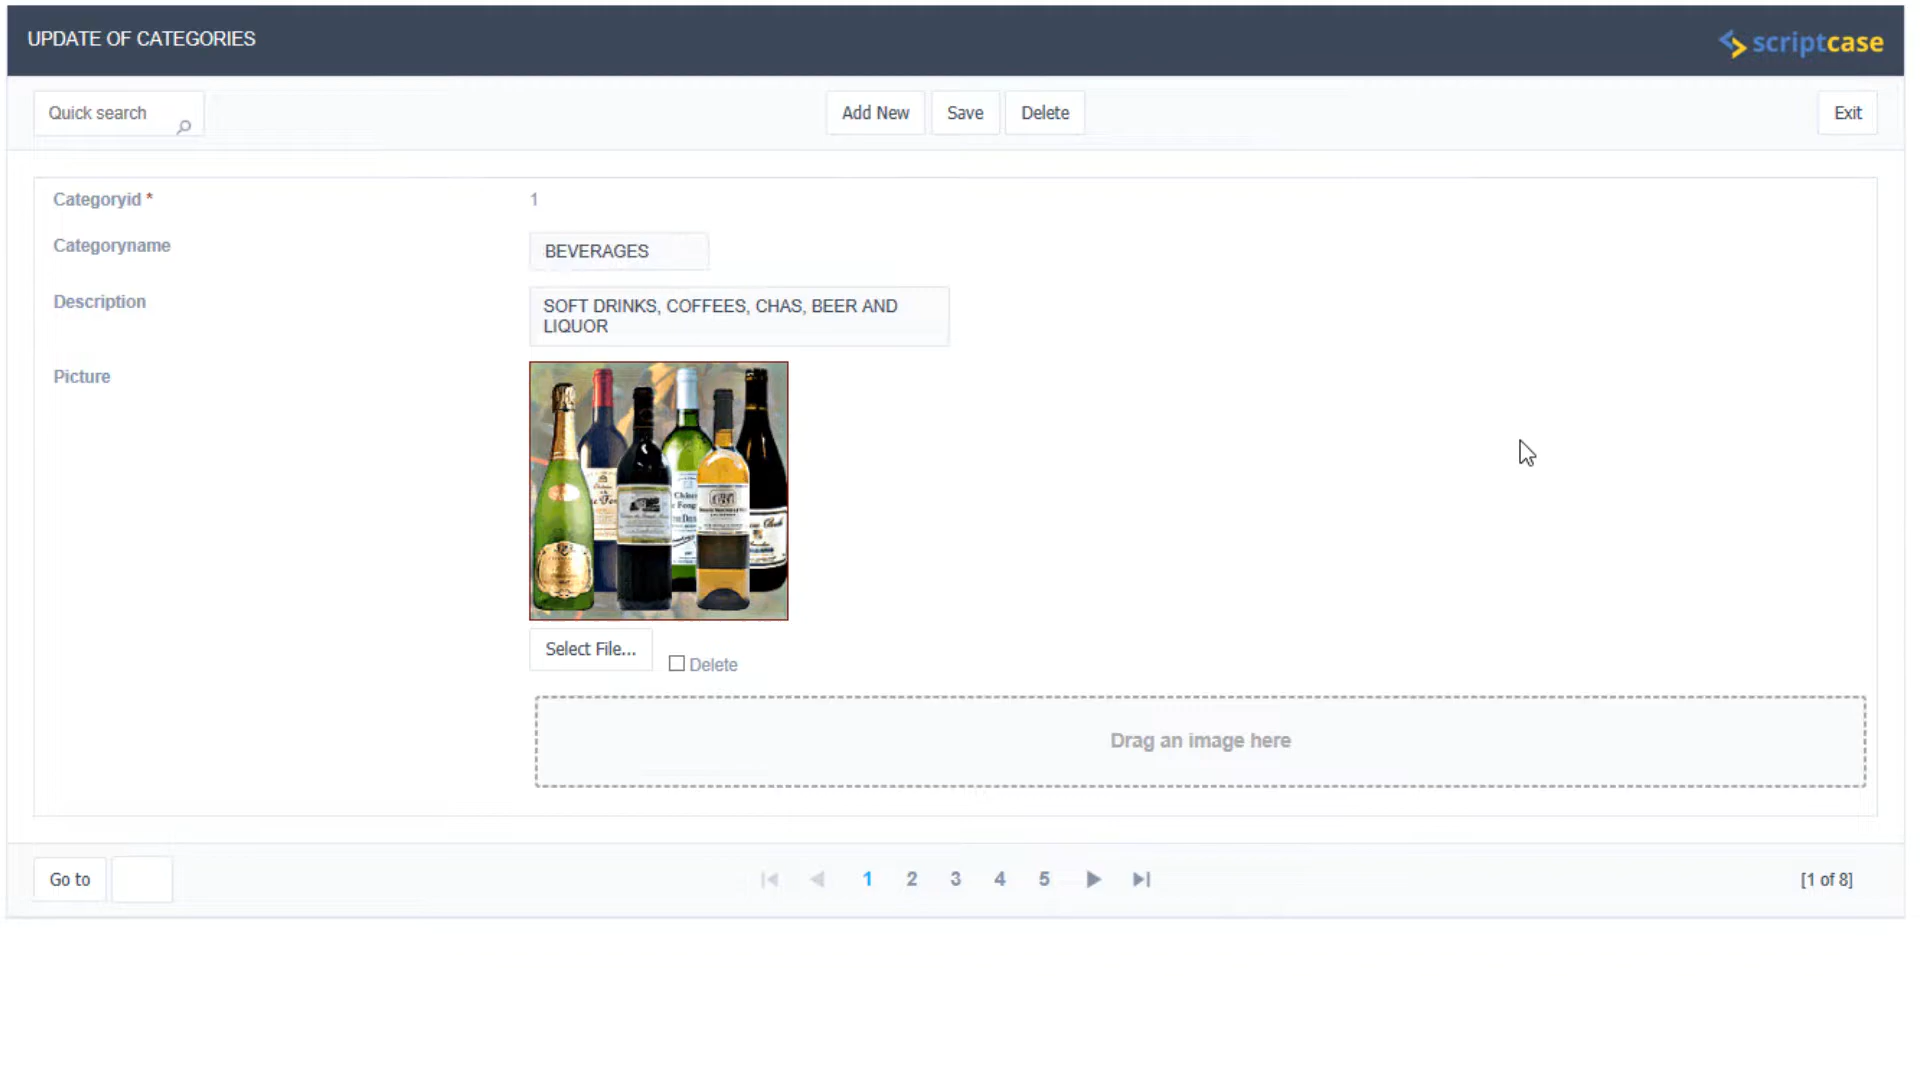 UPDATE OF CATEGORIES
scriptcase
Quick search
Add New
Save
Delete
Exit
Categoryid *
1
Categoryname
BEVERAGES
Description
SOFT DRINKS, COFFEES, CHAS, BEER AND
LIQUOR
Picture
Select File...
Delete
Drag an image here
Go to
1 2 3 4 5
[1 of 8]